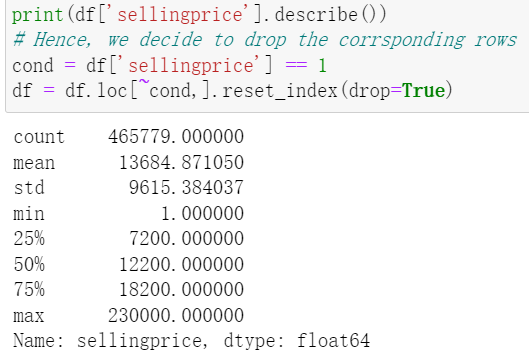 print(df['sellingprice'].describe())
# Hence, we decide to drop the corrsponding rows
cond = df['sellingprice'] == 1
df = df.loc[~cond,].reset_index(drop=True)
count    465779.000000
mean      13684.871050
std        9615.384037
min           1.000000
25%        7200.000000
50%       12200.000000
75%       18200.000000
max      230000.000000
Name: sellingprice, dtype: float64